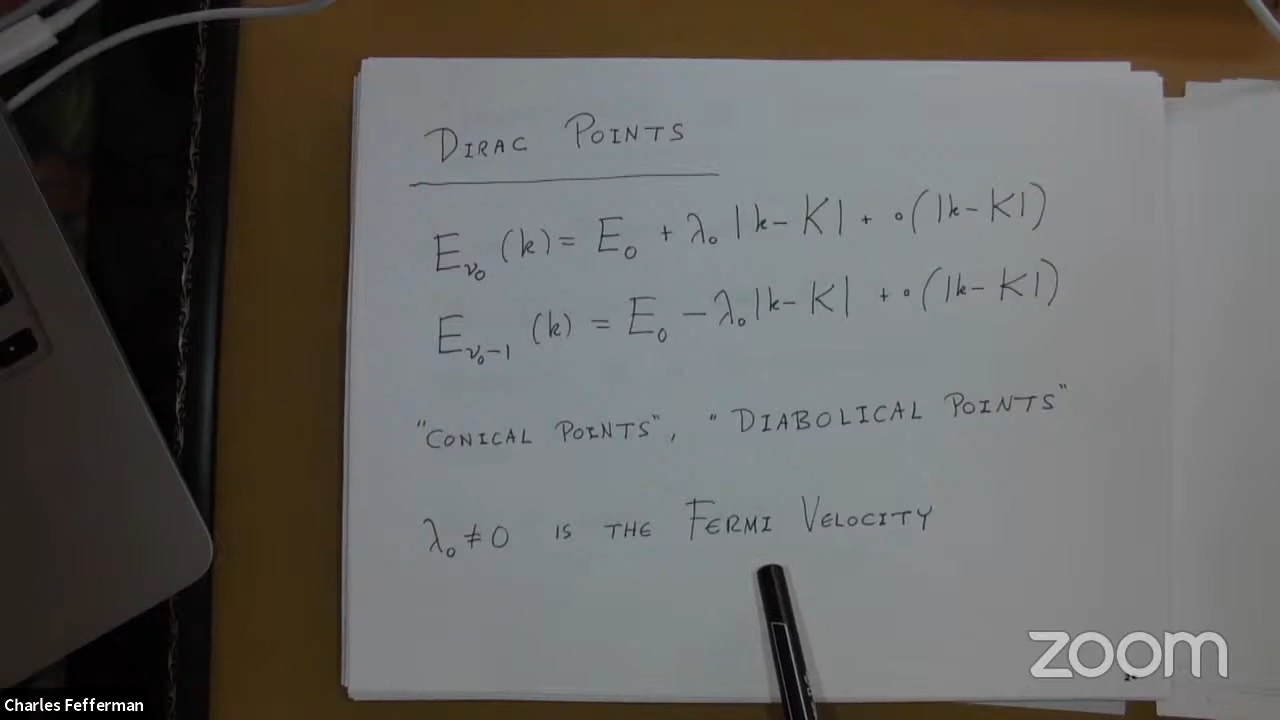 DIRAC POINTS
E_{ν₀}(k) = E₀ + λ₀ |k - K| + o(|k - K|)
E_{ν₀-1}(k) = E₀ - λ₀ |k - K| + o(|k - K|)
"CONICAL POINTS", "DIABOLICAL POINTS"
λ₀ ≠ 0 IS THE FERMI VELOCITY
zoom
Charles Fefferman